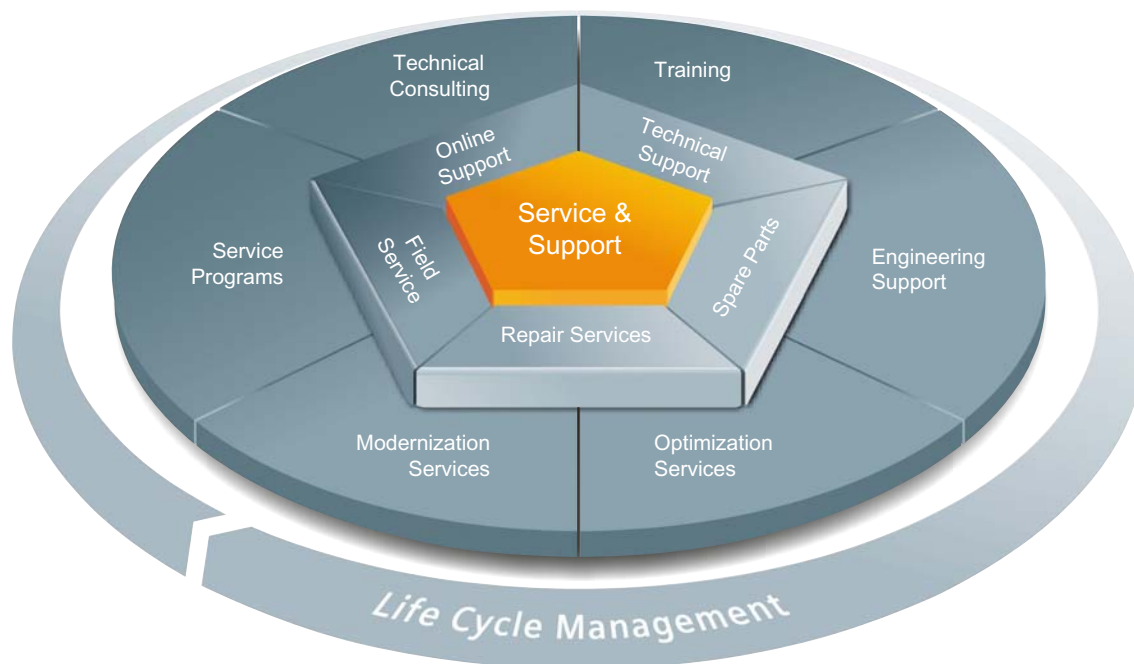 Technical
Consulting
Training
Online
Support
Technical
Support
Service &
Support
Service
Programs
Field
Service
Spare Parts
Engineering
Support
Repair Services
Modernization
Services
Optimization
Services
Life Cycle Management